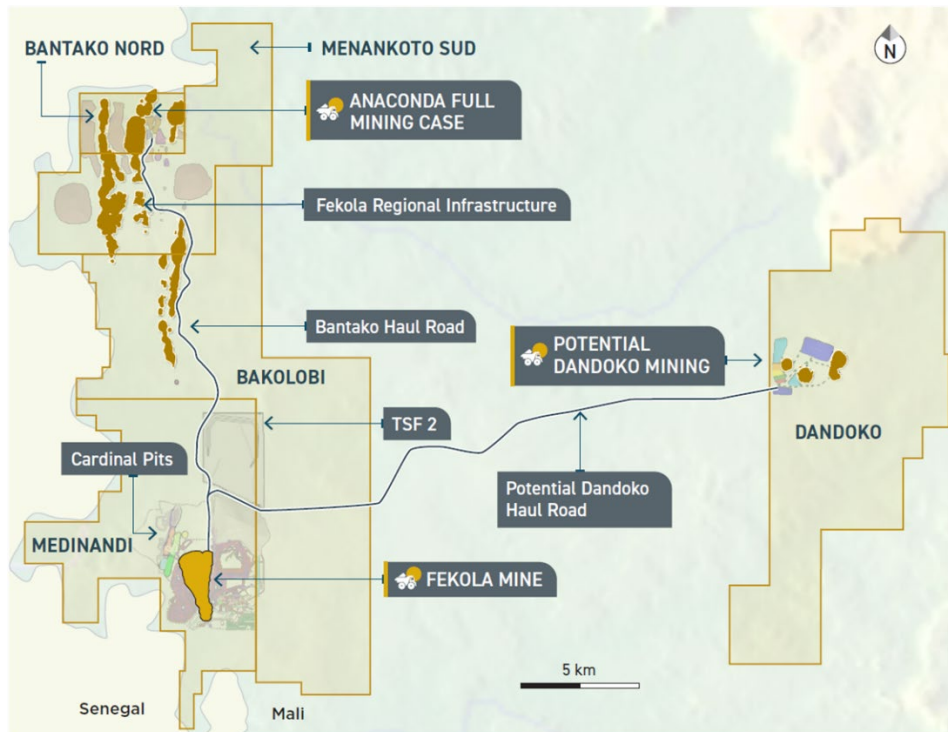 BANTAKO NORD
MENANKOTO SUD
N
ANACONDA FULL
MINING CASE
Fekola Regional Infrastructure
Bantako Haul Road
POTENTIAL
DANDOKO MINING
BAKOLOBI
TSF 2
DANDOKO
Cardinal Pits
Potential Dandoko
Haul Road
MEDINANDI
FEKOLA MINE
5 km
Senegal
Mali